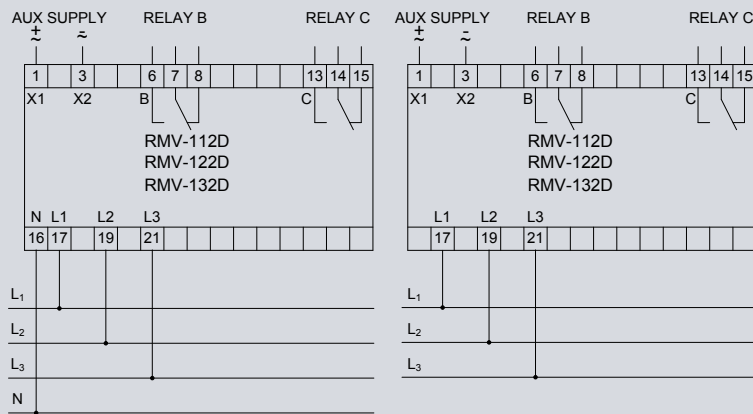 AUX SUPPLY RELAY B RELAY C
± ~ - ~
1 3 6 7 8 13 14 15
X1 X2 B C
RMV-112D
RMV-122D
RMV-132D
N L1 L2 L3
16 17 19 21
L₁
L₂
L₃
N
AUX SUPPLY RELAY B RELAY C
± ~ - ~
1 3 6 7 8 13 14 15
X1 X2 B C
RMV-112D
RMV-122D
RMV-132D
L1 L2 L3
17 19 21
L₁
L₂
L₃